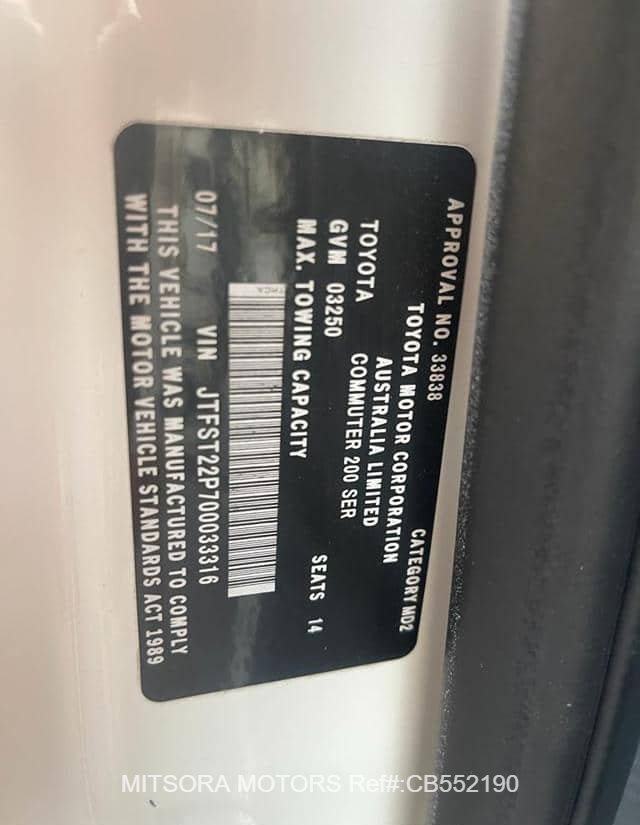 APPROVAL NO. 33838 CATEGORY MD2
TOYOTA MOTOR CORPORATION
AUSTRALIA LIMITED
TOYOTA COMMUTER 200 SER
GVM 03250
MAX. TOWING CAPACITY SEATS 14
TMCA
07/17 VIN JTFST22P700033316
THIS VEHICLE WAS MANUFACTURED TO COMPLY
WITH THE MOTOR VEHICLE STANDARDS ACT 1989
MITSORA MOTORS Ref#:CB552190